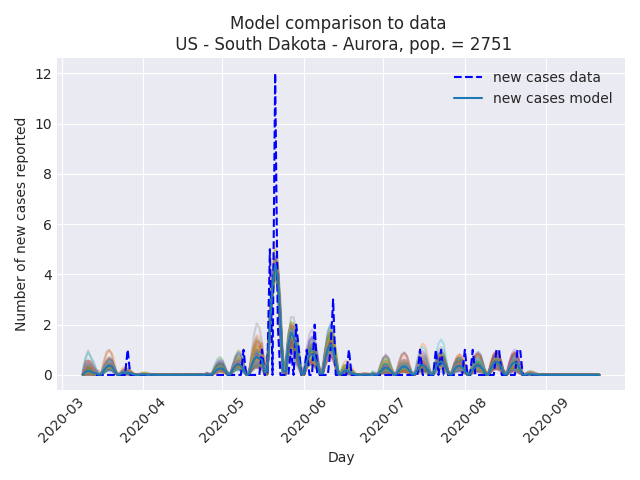 Model comparison to data
US - South Dakota - Aurora, pop. = 2751
new cases data
new cases model
Number of new cases reported
12
10
8
6
4
2
0
2020-03
2020-04
2020-05
2020-06
2020-07
2020-08
2020-09
Day